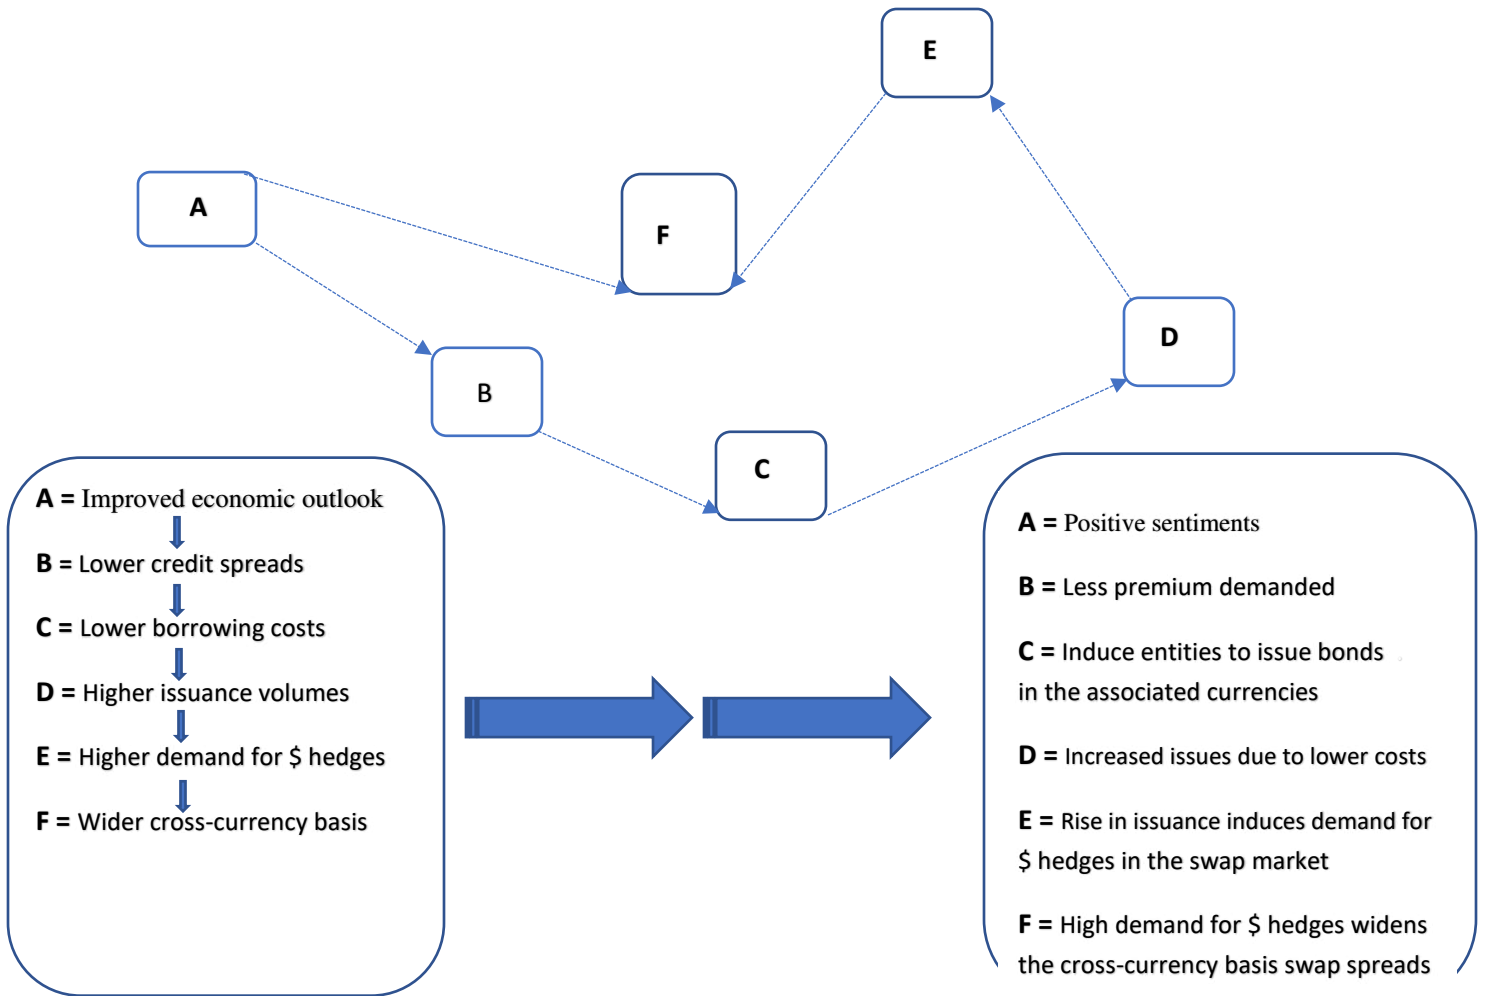 E
A
F
D
B
C
A = Improved economic outlook
B = Lower credit spreads
C = Lower borrowing costs
D = Higher issuance volumes
E = Higher demand for $ hedges
F = Wider cross-currency basis
A = Positive sentiments
B = Less premium demanded
C = Induce entities to issue bonds
in the associated currencies
D = Increased issues due to lower costs
E = Rise in issuance induces demand for
$ hedges in the swap market
F = High demand for $ hedges widens
the cross-currency basis swap spreads